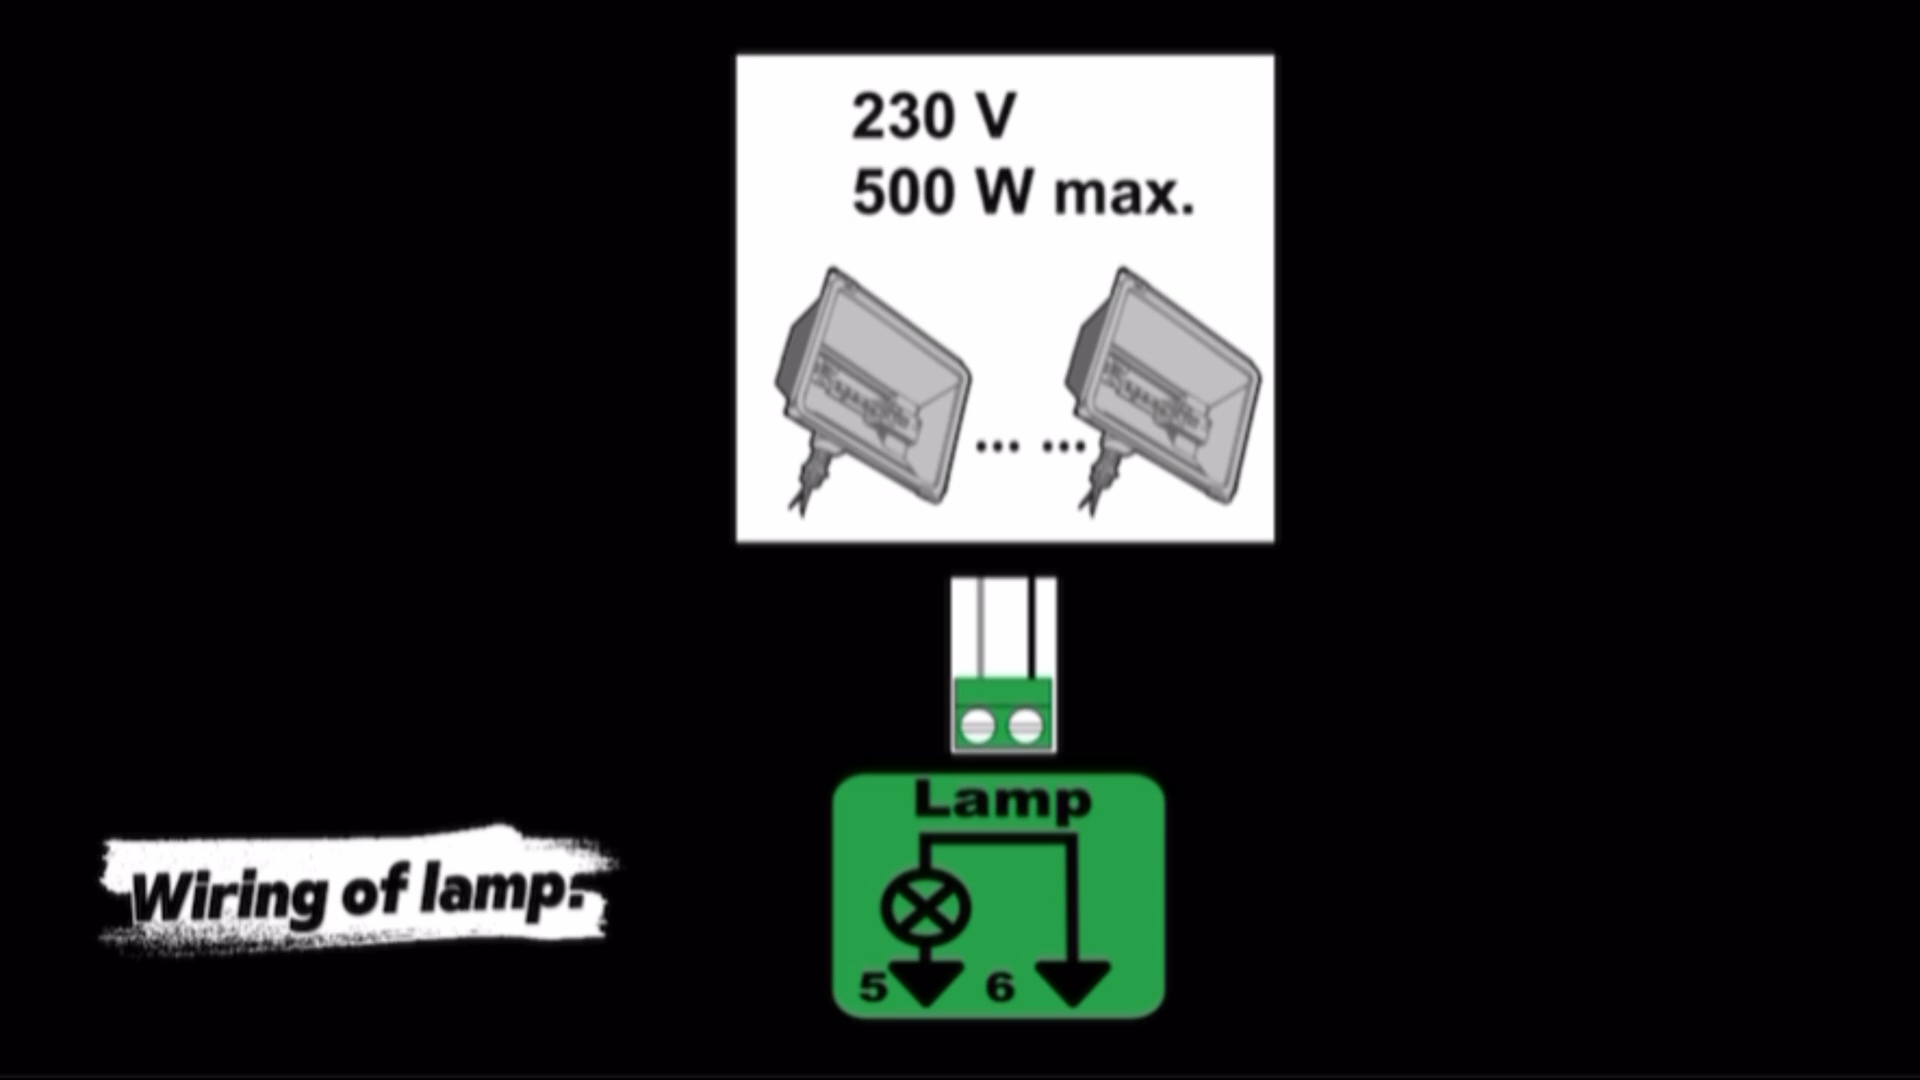 230 V
500 W max.
... ...
Lamp
5 6
Wiring of lamp.